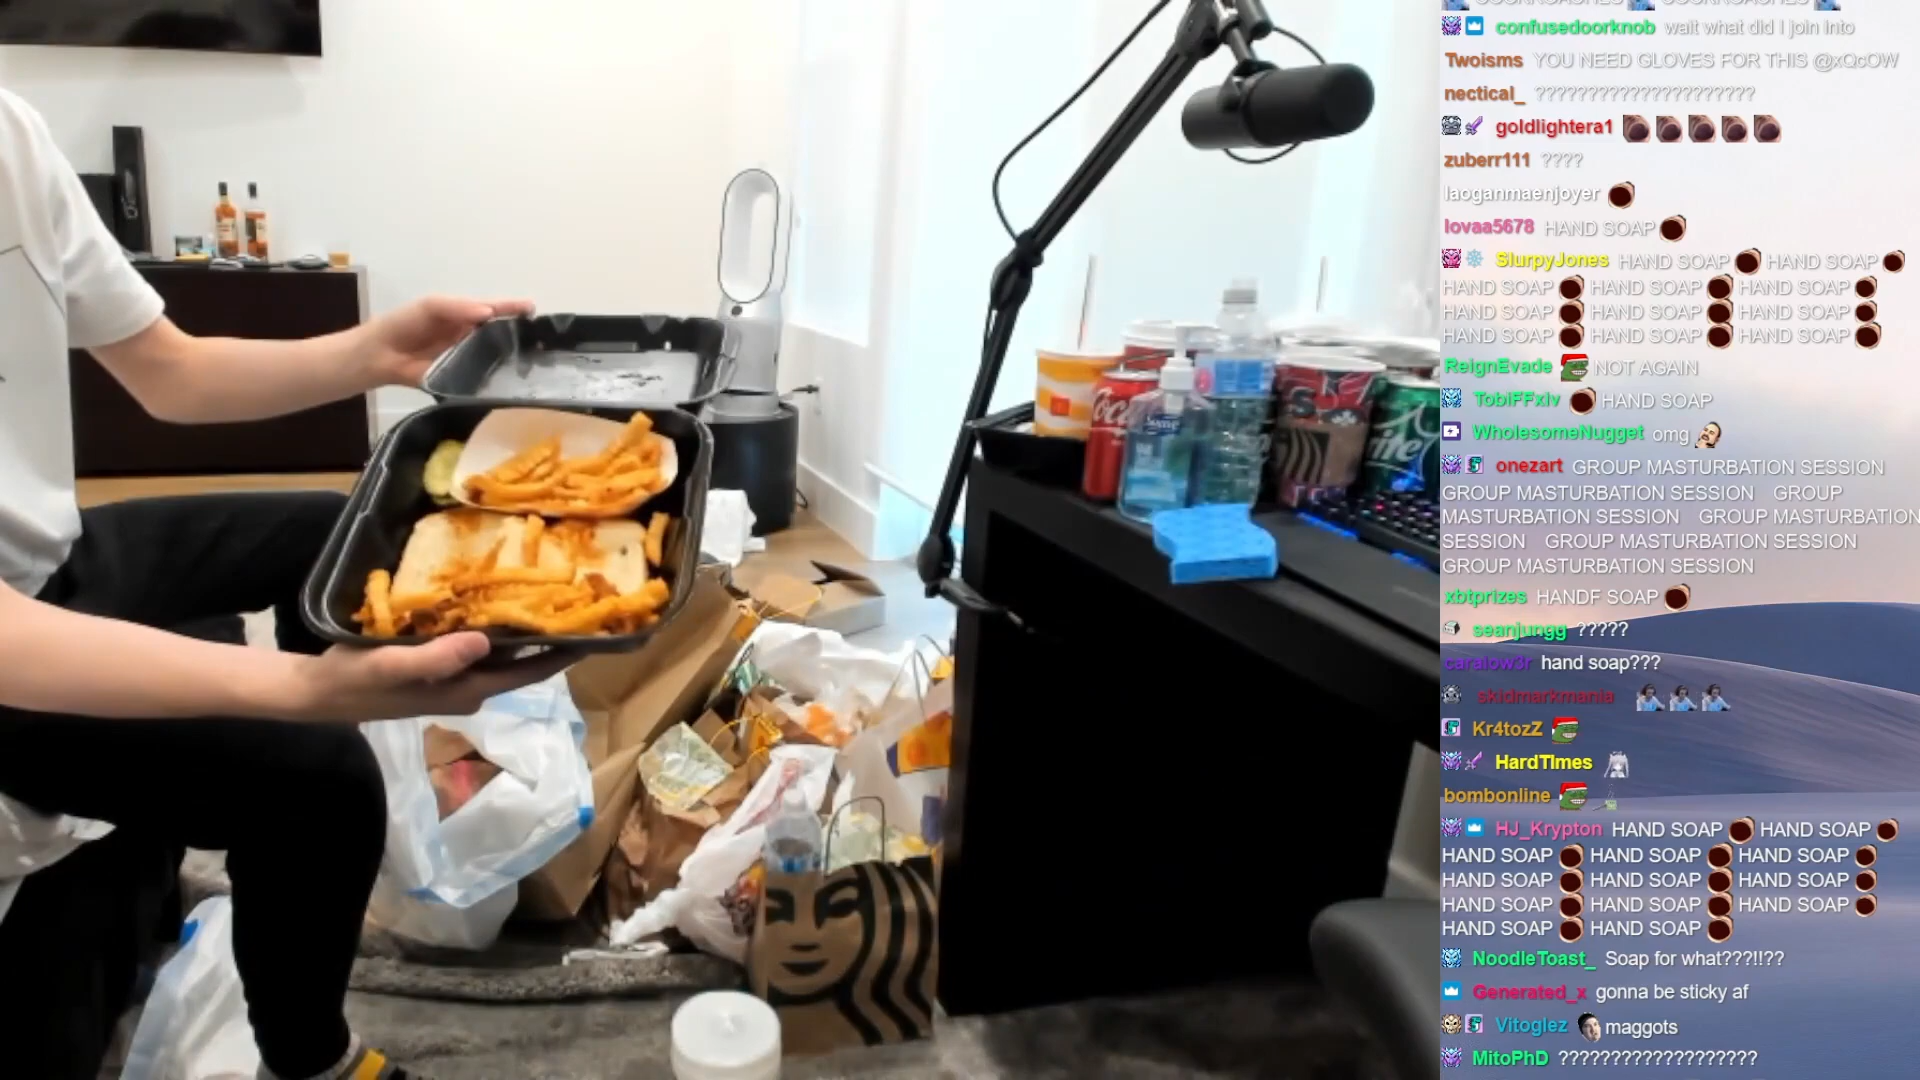 confusedoorknob wait what did I join into
Twoisms YOU NEED GLOVES FOR THIS @xQcOW
nectical_ ?????????????????????
goldlightera1
zuberr111 ????
laoganmaenjoyer
lovaa5678 HAND SOAP
SlurpyJones HAND SOAP HAND SOAP
HAND SOAP HAND SOAP HAND SOAP
HAND SOAP HAND SOAP HAND SOAP
HAND SOAP HAND SOAP HAND SOAP
ReignEvade NOT AGAIN
TobiFFxiv HAND SOAP
WholesomeNugget omg
onezart GROUP MASTURBATION SESSION
GROUP MASTURBATION SESSION GROUP
MASTURBATION SESSION GROUP MASTURBATION
SESSION GROUP MASTURBATION SESSION
GROUP MASTURBATION SESSION
xbtprizes HANDF SOAP
seanjungg ?????
caralow3r hand soap???
skidmarkmania
Kr4tozZ
HardTImes
bombonline
HJ_Krypton HAND SOAP HAND SOAP
HAND SOAP HAND SOAP HAND SOAP
HAND SOAP HAND SOAP HAND SOAP
HAND SOAP HAND SOAP HAND SOAP
HAND SOAP HAND SOAP
NoodleToast_ Soap for what???!!??
Generated_x gonna be sticky af
Vitoglez maggots
MitoPhD ???????????????????